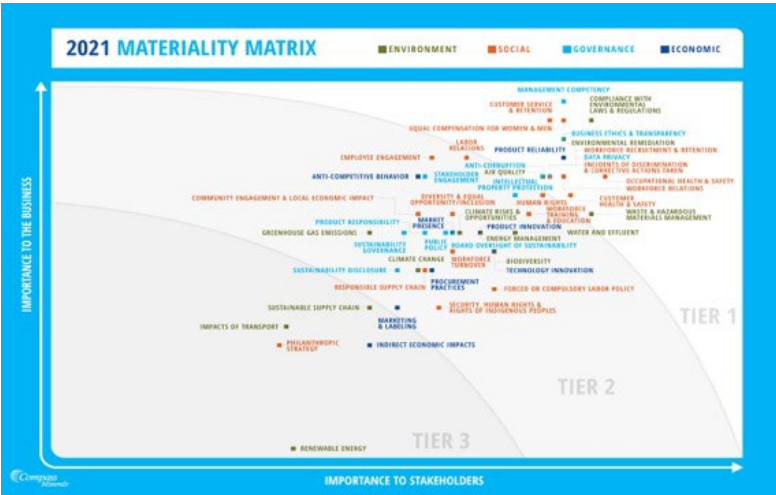 2021 MATERIALITY MATRIX
ENVIRONMENT
SOCIAL
GOVERNANCE
ECONOMIC
MANAGEMENT COMPETENCY
COMPLIANCE WITH
ENVIRONMENTAL
LAWS & REGULATIONS
CUSTOMER SERVICE
& RETENTION
EQUAL COMPENSATION FOR WOMEN & MEN
BUSINESS ETHICS & TRANSPARENCY
ENVIRONMENTAL REMEDIATION
LABOR
RELATIONS
PRODUCT RELIABILITY
WORKFORCE RECRUITMENT & RETENTION
DATA PRIVACY
EMPLOYEE ENGAGEMENT
ANTI-CORRUPTION
INCIDENTS OF DISCRIMINATION
& CORRECTIVE ACTIONS TAKEN
AIR QUALITY
ANTI-COMPETITIVE BEHAVIOR
STAKEHOLDER
ENGAGEMENT
INTELLECTUAL
PROPERTY PROTECTION
OCCUPATIONAL HEALTH & SAFETY
WORKFORCE RELATIONS
COMMUNITY ENGAGEMENT & LOCAL ECONOMIC IMPACT
DIVERSITY & EQUAL
OPPORTUNITY/INCLUSION
HUMAN RIGHTS
CUSTOMER
HEALTH & SAFETY
WORKFORCE
TRAINING
& EDUCATION
CLIMATE RISKS &
OPPORTUNITIES
WASTE & HAZARDOUS
MATERIALS MANAGEMENT
PRODUCT RESPONSIBILITY
MARKET
PRESENCE
PRODUCT INNOVATION
GREENHOUSE GAS EMISSIONS
WATER AND EFFLUENT
ENERGY MANAGEMENT
SUSTAINABILITY
GOVERNANCE
PUBLIC
POLICY
BOARD OVERSIGHT OF SUSTAINABILITY
CLIMATE CHANGE
WORKFORCE
TURNOVER
BIODIVERSITY
SUSTAINABILITY DISCLOSURE
TECHNOLOGY INNOVATION
RESPONSIBLE SUPPLY CHAIN
PROCUREMENT
PRACTICES
FORCED OR COMPULSORY LABOR POLICY
SUSTAINABLE SUPPLY CHAIN
SECURITY, HUMAN RIGHTS &
RIGHTS OF INDIGENOUS PEOPLES
MARKETING
& LABELING
IMPACTS OF TRANSPORT
PHILANTHROPIC
STRATEGY
INDIRECT ECONOMIC IMPACTS
RENEWABLE ENERGY
TIER 1
TIER 2
TIER 3
IMPORTANCE TO THE BUSINESS
IMPORTANCE TO STAKEHOLDERS
Compass
Minerals